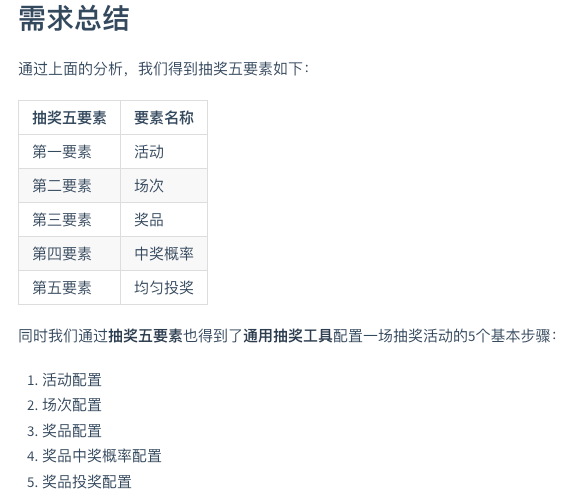 需求总结
通过上面的分析，我们得到抽奖五要素如下：
抽奖五要素 要素名称
第一要素 活动
第二要素 场次
第三要素 奖品
第四要素 中奖概率
第五要素 均匀投奖
同时我们通过抽奖五要素也得到了通用抽奖工具配置一场抽奖活动的5个基本步骤：
1. 活动配置
2. 场次配置
3. 奖品配置
4. 奖品中奖概率配置
5. 奖品投奖配置